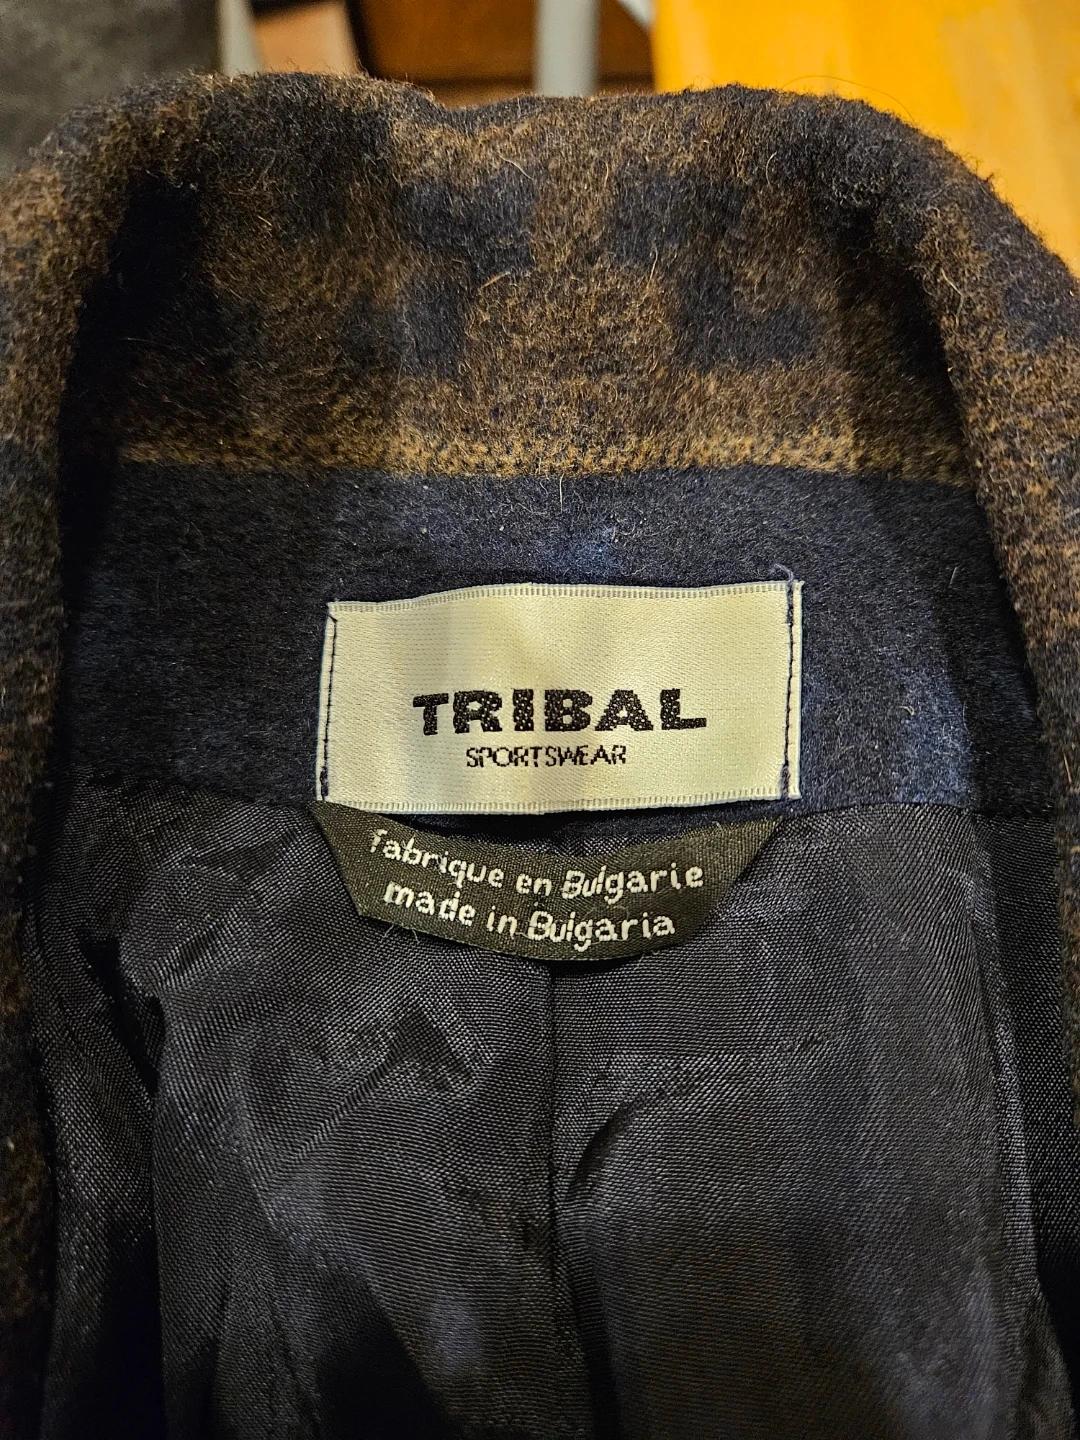 TRIBAL
SPORTSWEAR
fabrique en Bulgarie
made in Bulgaria